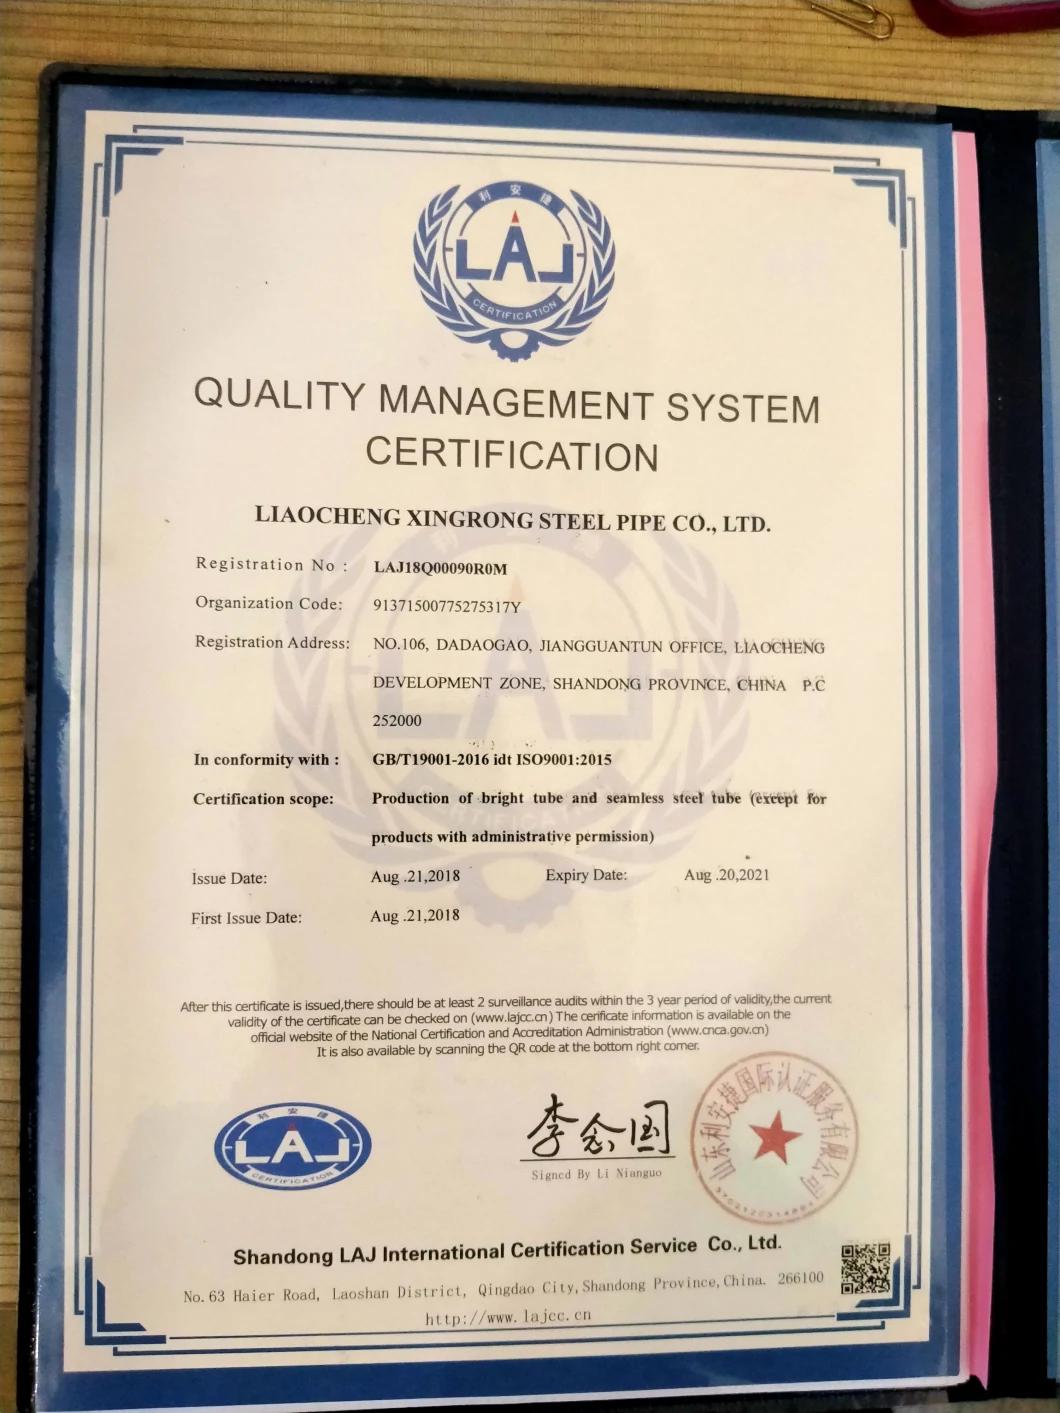 科 安 捷
LAJ
CERTIFICATION
QUALITY MANAGEMENT SYSTEM
CERTIFICATION
LIAOCHENG XINGRONG STEEL PIPE CO., LTD.
Registration No : LAJ18Q00090R0M
Organization Code: 91371500775275317Y
Registration Address: NO.106, DADAOGAO, JIANGGUANTUN OFFICE, LIAOCHENG
DEVELOPMENT ZONE, SHANDONG PROVINCE, CHINA P.C
252000
In conformity with : GB/T19001-2016 idt ISO9001:2015
Certification scope: Production of bright tube and seamless steel tube (except for
products with administrative permission)
Issue Date: Aug .21,2018 Expiry Date: Aug .20,2021
First Issue Date: Aug .21,2018
After this certificate is issued,there should be at least 2 surveillance audits within the 3 year period of validity,the current
validity of the certificate can be checked on (www.lajcc.cn) The cerificate information is available on the
official website of the National Certification and Accreditation Administration (www.cnca.gov.cn)
It is also available by scanning the QR code at the bottom right corner.
科 安 捷
LAJ
CERTIFICATION
李念国
Signed By Li Nianguo
山东利安捷国际认证服务有限公司
Shandong LAJ International Certification Service Co., Ltd.
No. 63 Haier Road, Laoshan District, Qingdao City, Shandong Province, China. 266100
http://www.lajcc.cn